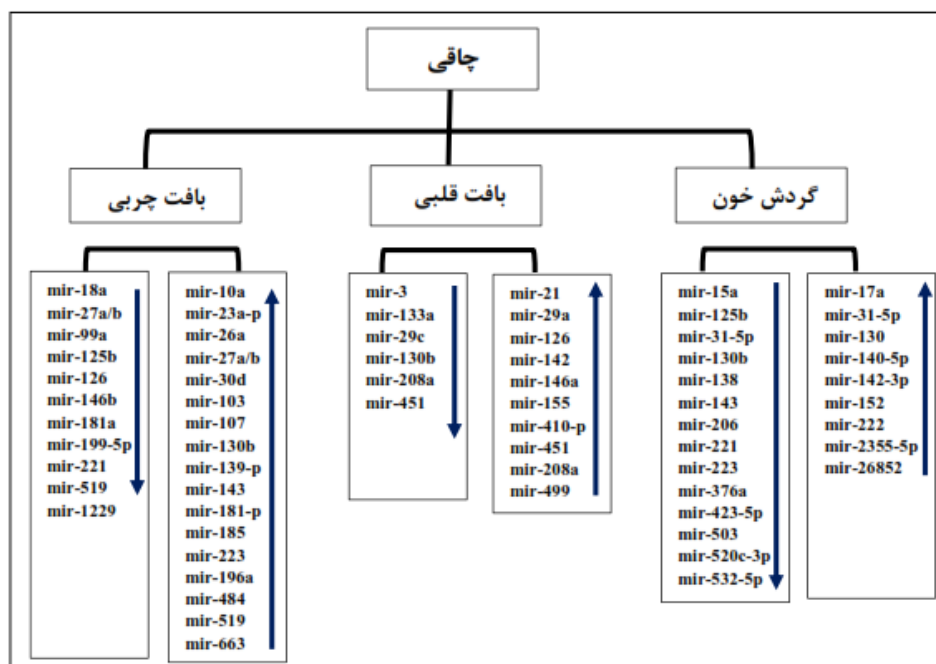 چاقی
بافت چربی
بافت قلبی
گردش خون
mir-18a
mir-27a/b
mir-99a
mir-125b
mir-126
mir-146b
mir-181a
mir-199-5p
mir-221
mir-519
mir-1229
mir-10a
mir-23a-p
mir-26a
mir-27a/b
mir-30d
mir-103
mir-107
mir-130b
mir-139-p
mir-143
mir-181-p
mir-185
mir-223
mir-196a
mir-484
mir-519
mir-663
mir-3
mir-133a
mir-29c
mir-130b
mir-208a
mir-451
mir-21
mir-29a
mir-126
mir-142
mir-146a
mir-155
mir-410-p
mir-451
mir-208a
mir-499
mir-15a
mir-125b
mir-31-5p
mir-130b
mir-138
mir-143
mir-206
mir-221
mir-223
mir-376a
mir-423-5p
mir-503
mir-520c-3p
mir-532-5p
mir-17a
mir-31-5p
mir-130
mir-140-5p
mir-142-3p
mir-152
mir-222
mir-2355-5p
mir-26852